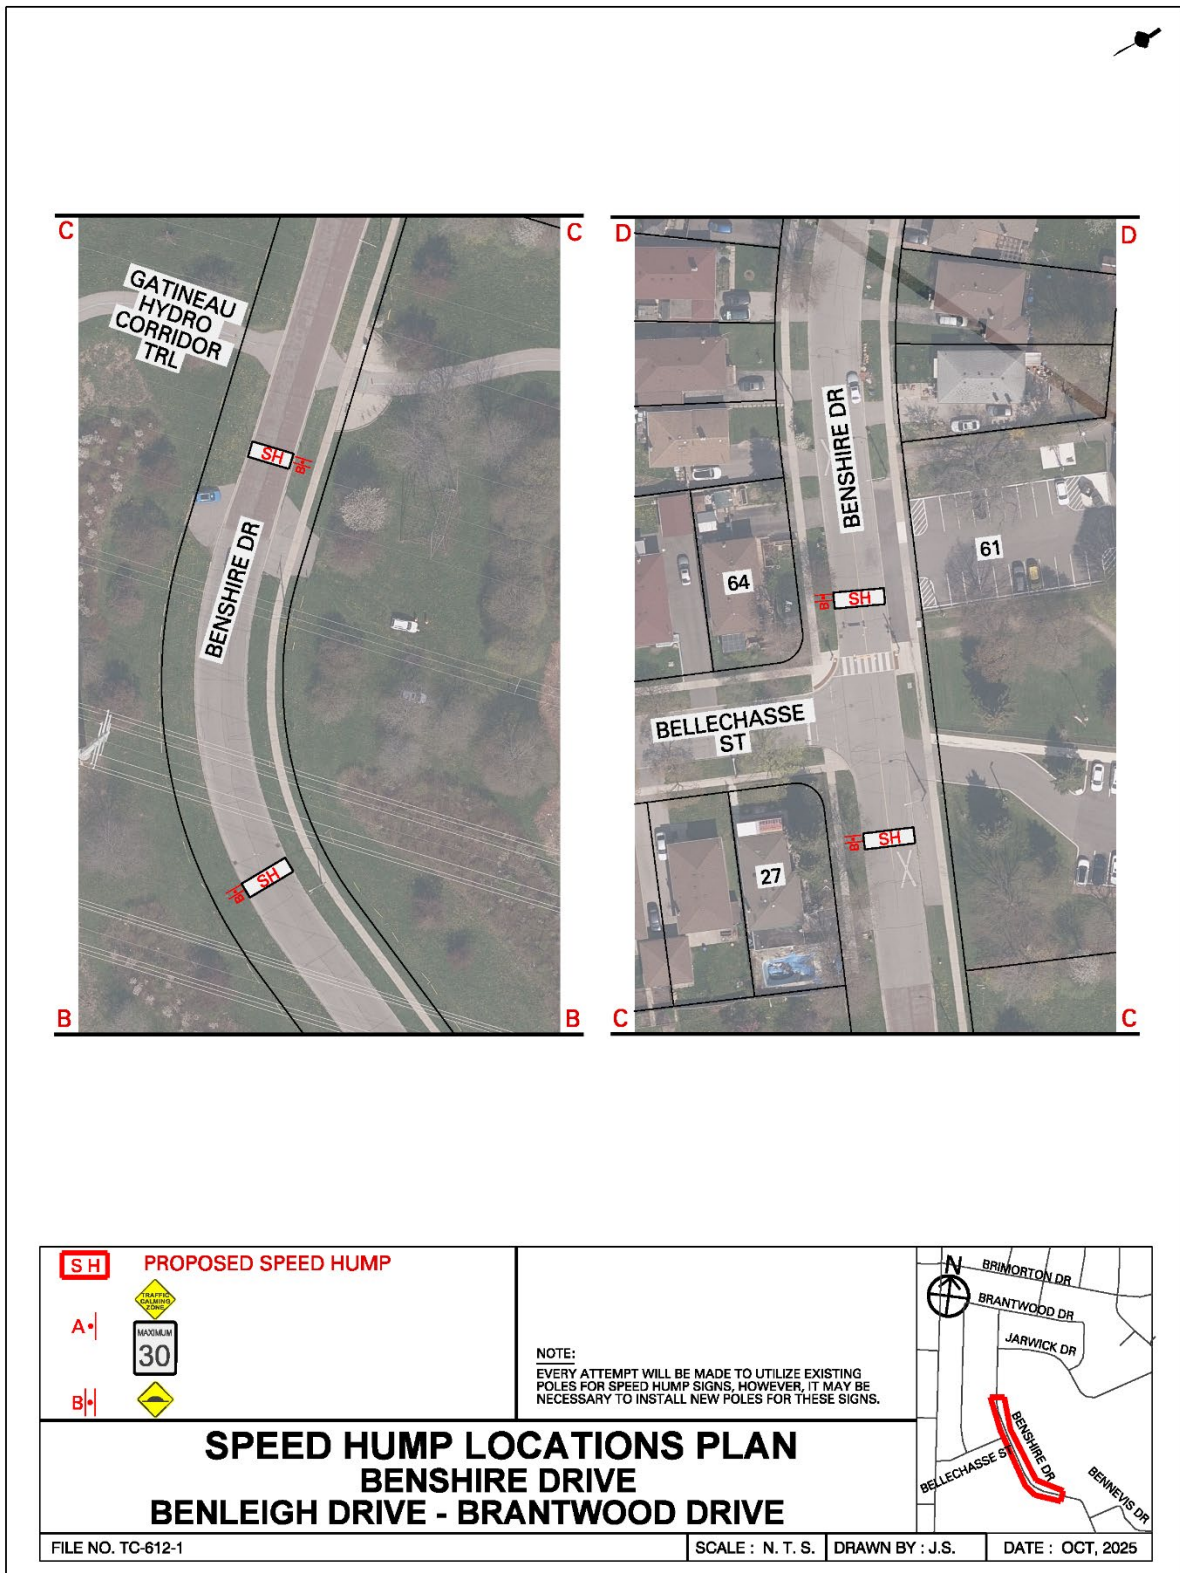 C
C
GATINEAU
HYDRO
CORRIDOR
TRL
SH
B
BENSHIRE DR
SH
B
B
B
D
D
BENSHIRE DR
64
61
B
SH
BELLECHASSE
ST
B
SH
27
C
C
SH
PROPOSED SPEED HUMP
TRAFFIC
CALMING
ZONE
A
MAXIMUM
30
B
NOTE:
EVERY ATTEMPT WILL BE MADE TO UTILIZE EXISTING
POLES FOR SPEED HUMP SIGNS, HOWEVER, IT MAY BE
NECESSARY TO INSTALL NEW POLES FOR THESE SIGNS.
N
BRIMORTON DR
BRANTWOOD DR
JARWICK DR
BENSHIRE DR
BELLECHASSE ST
BENNEVIS DR
SPEED HUMP LOCATIONS PLAN
BENSHIRE DRIVE
BENLEIGH DRIVE - BRANTWOOD DRIVE
FILE NO. TC-612-1
SCALE : N. T. S.
DRAWN BY : J.S.
DATE : OCT, 2025